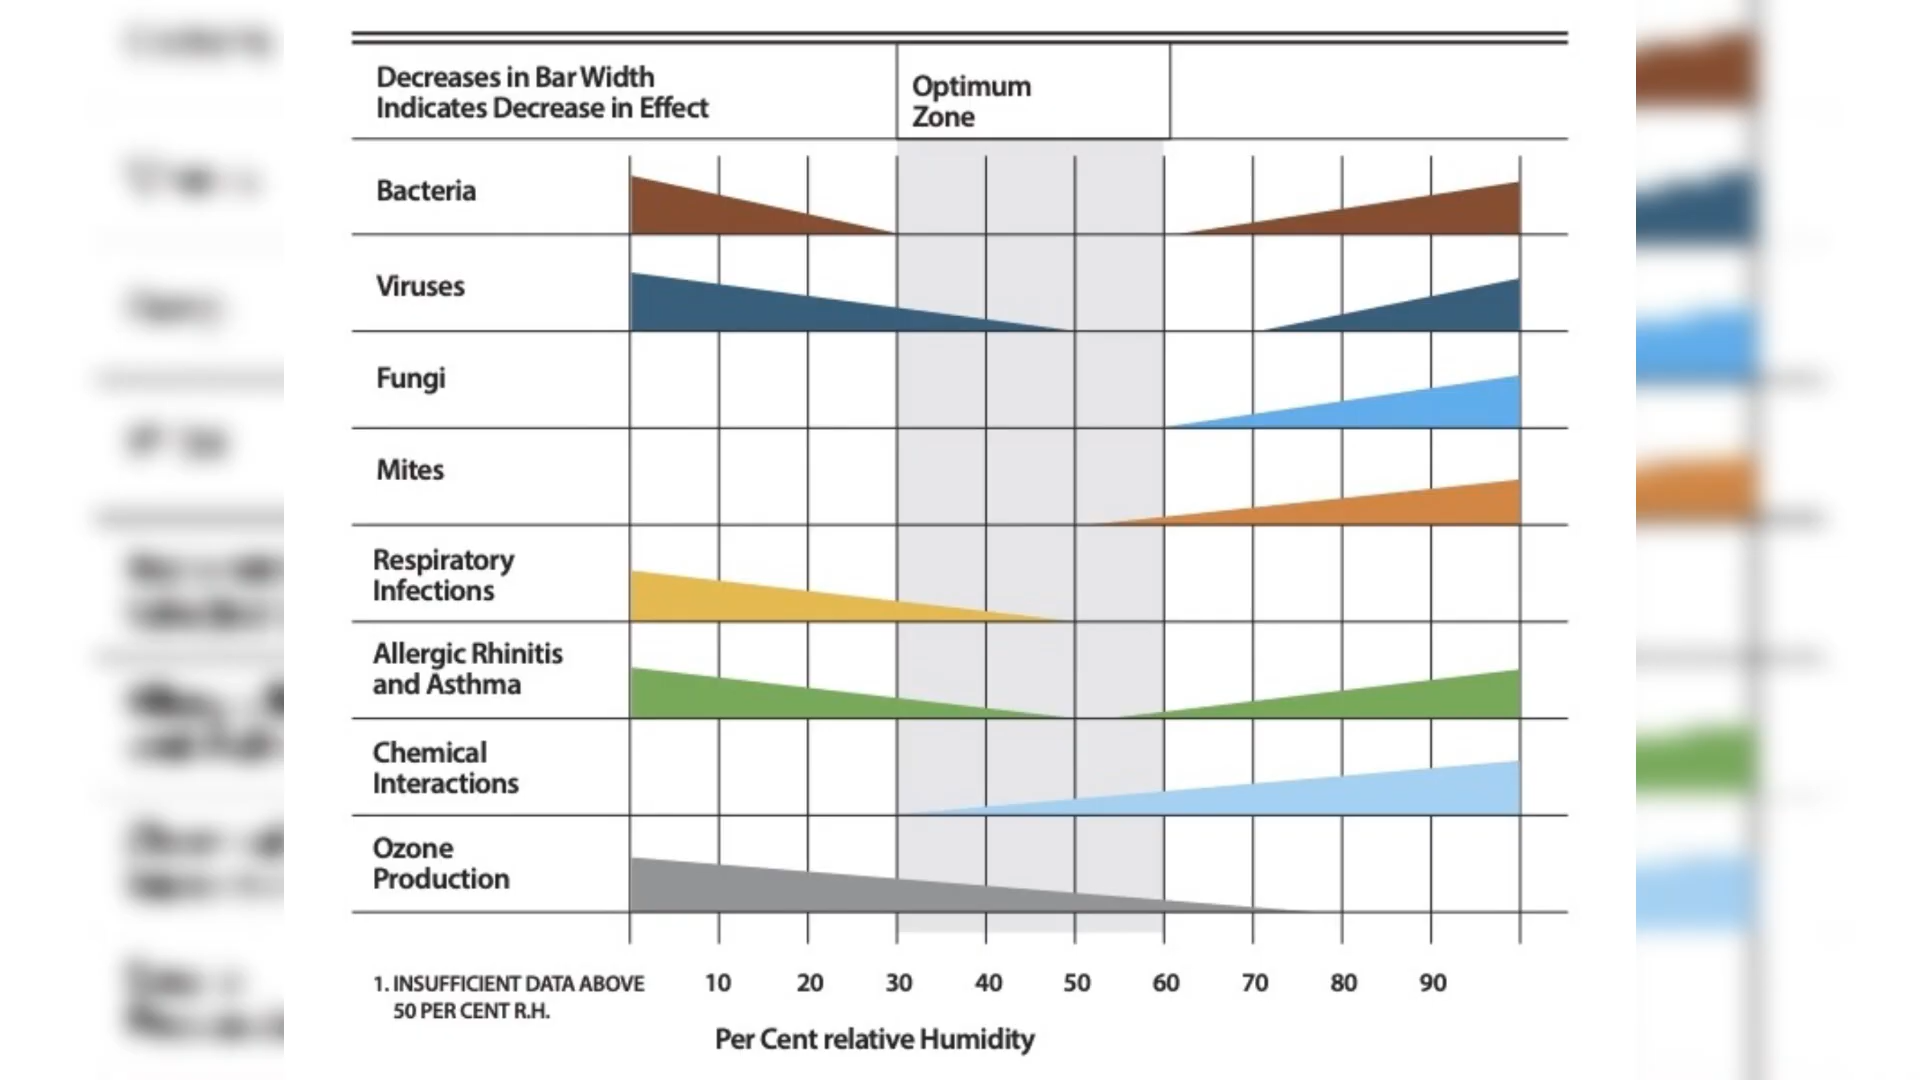 Decreases in Bar Width
Indicates Decrease in Effect
Optimum
Zone
Bacteria
Viruses
Fungi
Mites
Respiratory
Infections
Allergic Rhinitis
and Asthma
Chemical
Interactions
Ozone
Production
1. INSUFFICIENT DATA ABOVE
50 PER CENT R.H.
10 20 30 40 50 60 70 80 90
Per Cent relative Humidity